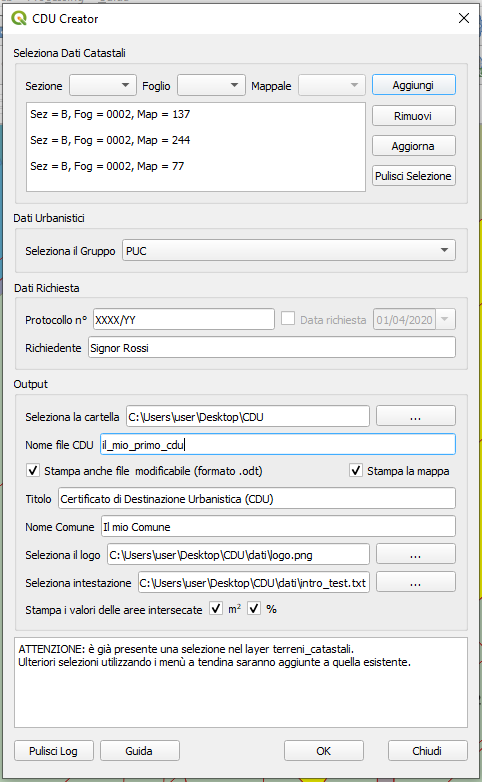 CDU Creator
Seleziona Dati Catastali
Sezione Foglio Mappale Aggiungi
Sez = B, Fog = 0002, Map = 137
Rimuovi
Sez = B, Fog = 0002, Map = 244
Aggiorna
Sez = B, Fog = 0002, Map = 77
Pulisci Selezione
Dati Urbanistici
Seleziona il Gruppo PUC
Dati Richiesta
Protocollo n° XXXX/YY Data richiesta 01/04/2020
Richiedente Signor Rossi
Output
Seleziona la cartella C:\Users\user\Desktop\CDU ...
Nome file CDU il_mio_primo_cdu
Stampa anche file modificabile (formato .odt) Stampa la mappa
Titolo Certificato di Destinazione Urbanistica (CDU)
Nome Comune Il mio Comune
Seleziona il logo C:\Users\user\Desktop\CDU\dati\logo.png ...
Seleziona intestazione C:\Users\user\Desktop\CDU\dati\intro_test.txt ...
Stampa i valori delle aree intersecate m² %
ATTENZIONE: è già presente una selezione nel layer terreni_catastali.
Ulteriori selezioni utilizzando i menù a tendina saranno aggiunte a quella esistente.
Pulisci Log Guida OK Chiudi